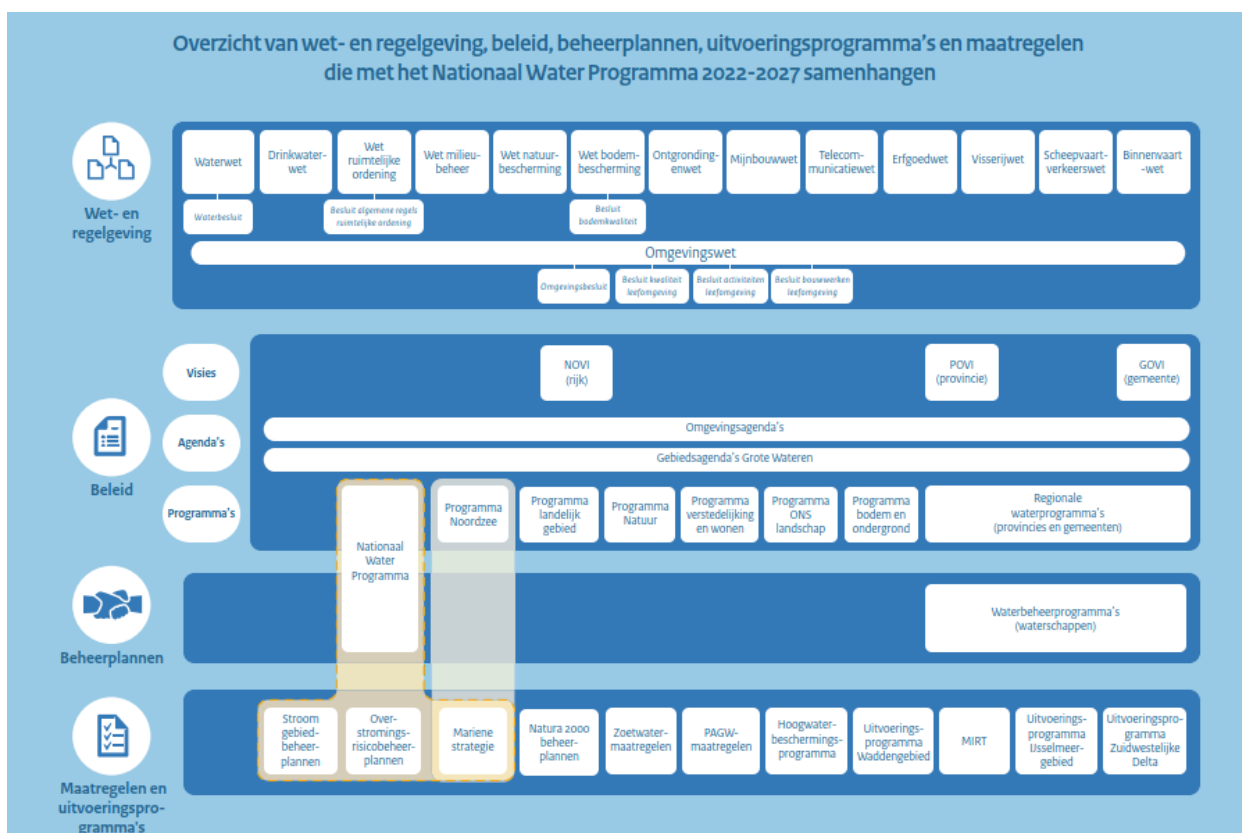 Overzicht van wet- en regelgeving, beleid, beheerplannen, uitvoeringsprogramma's en maatregelen
die met het Nationaal Water Programma 2022-2027 samenhangen
Wet- en
regelgeving
Waterwet
Drinkwater-
wet
Wet
ruimtelijke
ordening
Wet milieu-
beheer
Wet natuur-
bescherming
Wet bodem-
bescherming
Ontgronding-
enwet
Mijnbouwwet
Telecom-
municatiewet
Erfgoedwet
Visserijwet
Scheepvaart-
verkeerswet
Binnenvaart
-wet
Waterbesluit
Besluit algemene regels
ruimtelijke ordening
Besluit
bodemkwaliteit
Omgevingswet
Omgevingsbesluit
Besluit kwaliteit
leefomgeving
Besluit activiteiten
leefomgeving
Besluit bouwwerken
leefomgeving
Beleid
Visies
NOVI
(rijk)
POVI
(provincie)
GOVI
(gemeente)
Agenda's
Omgevingsagenda's
Gebiedsagenda's Grote Wateren
Programma's
Nationaal
Water
Programma
Programma
Noordzee
Programma
landelijk
gebied
Programma
Natuur
Programma
verstedelijking
en wonen
Programma
ONS
landschap
Programma
bodem en
ondergrond
Regionale
waterprogramma's
(provincies en gemeenten)
Beheerplannen
Waterbeheerprogramma's
(waterschappen)
Maatregelen en
uitvoeringspro-
gramma's
Stroom
gebied-
beheer-
plannen
Over-
stromings-
risicobeheer-
plannen
Mariene
strategie
Natura 2000
beheer-
plannen
Zoetwater-
maatregelen
PAGW-
maatregelen
Hoogwater-
beschermings-
programma
Uitvoerings-
programma
Waddengebied
MIRT
Uitvoerings-
programma
IJsselmeer-
gebied
Uitvoeringspro-
gramma
Zuidwestelijke
Delta